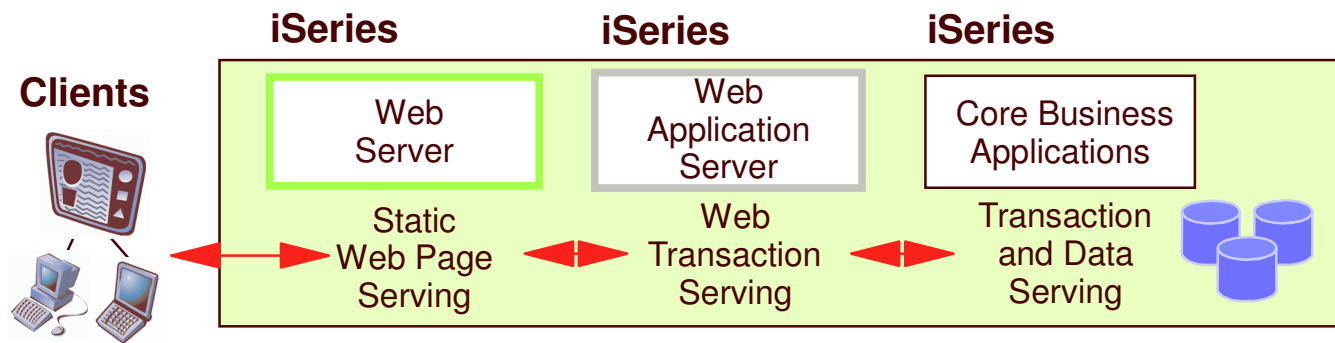 iSeries
iSeries
iSeries
Clients
Web
Server
Web
Application
Server
Core Business
Applications
Static
Web Page
Serving
Web
Transaction
Serving
Transaction
and Data
Serving